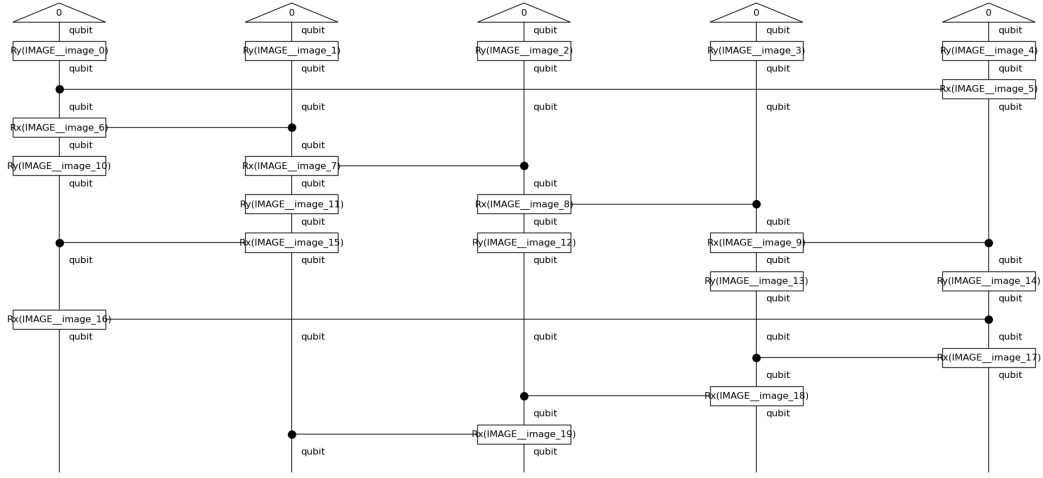 0 0 0 0 0
qubit qubit qubit qubit qubit
Ry(IMAGE__image_0) Ry(IMAGE__image_1) Ry(IMAGE__image_2) Ry(IMAGE__image_3) Ry(IMAGE__image_4)
qubit qubit qubit qubit qubit
Rx(IMAGE__image_5)
qubit qubit qubit qubit qubit
Rx(IMAGE__image_6)
qubit qubit
Ry(IMAGE__image_10) Rx(IMAGE__image_7)
qubit qubit qubit
Ry(IMAGE__image_11) Rx(IMAGE__image_8)
qubit qubit qubit
Rx(IMAGE__image_15) Ry(IMAGE__image_12) Rx(IMAGE__image_9)
qubit qubit qubit qubit qubit
Ry(IMAGE__image_13) Ry(IMAGE__image_14)
qubit qubit
Rx(IMAGE__image_16)
qubit qubit qubit qubit qubit
Rx(IMAGE__image_17)
qubit qubit
Rx(IMAGE__image_18)
qubit qubit
Rx(IMAGE__image_19)
qubit qubit